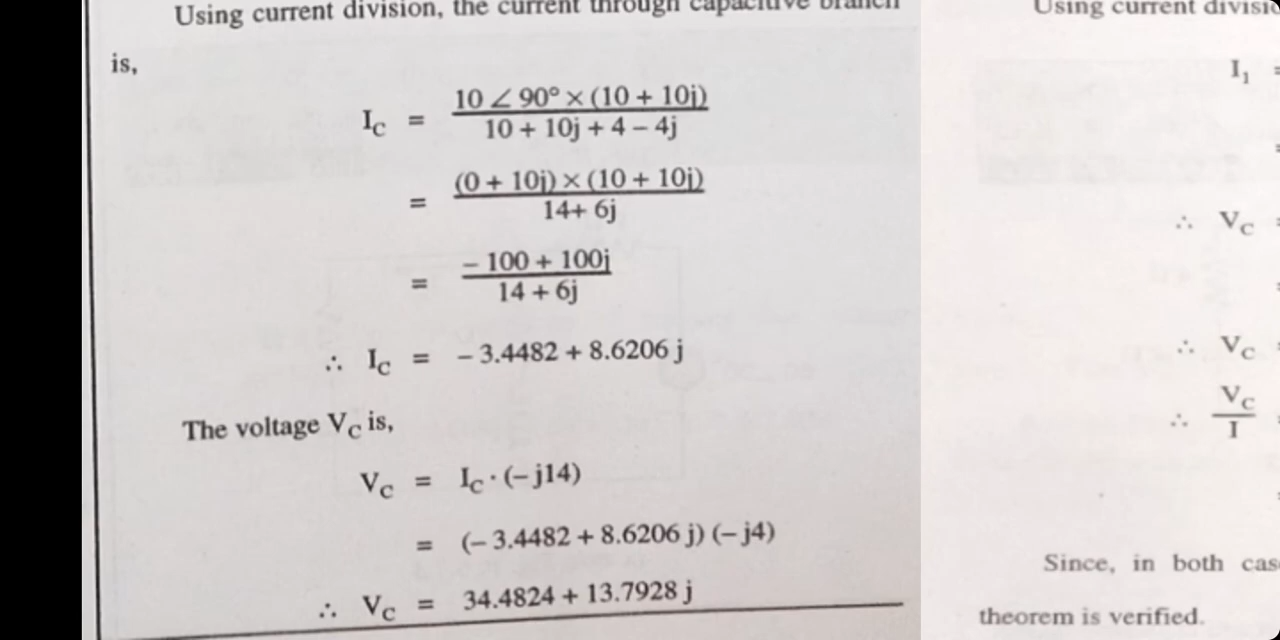 Using current division, the current through capacitive branch
is,
I_C = 10 ∠ 90° × (10 + 10j) / 10 + 10j + 4 – 4j
= (0 + 10j) × (10 + 10j) / 14+ 6j
= – 100 + 100j / 14 + 6j
∴ I_C = – 3.4482 + 8.6206 j
The voltage V_C is,
V_C = I_C · (– j14)
= (– 3.4482 + 8.6206 j) (– j4)
∴ V_C = 34.4824 + 13.7928 j
Using current
I_1 =
=
∴ V_C =
=
∴ V_C =
∴ V_C / I =
=
Since, in both
theorem is verified.